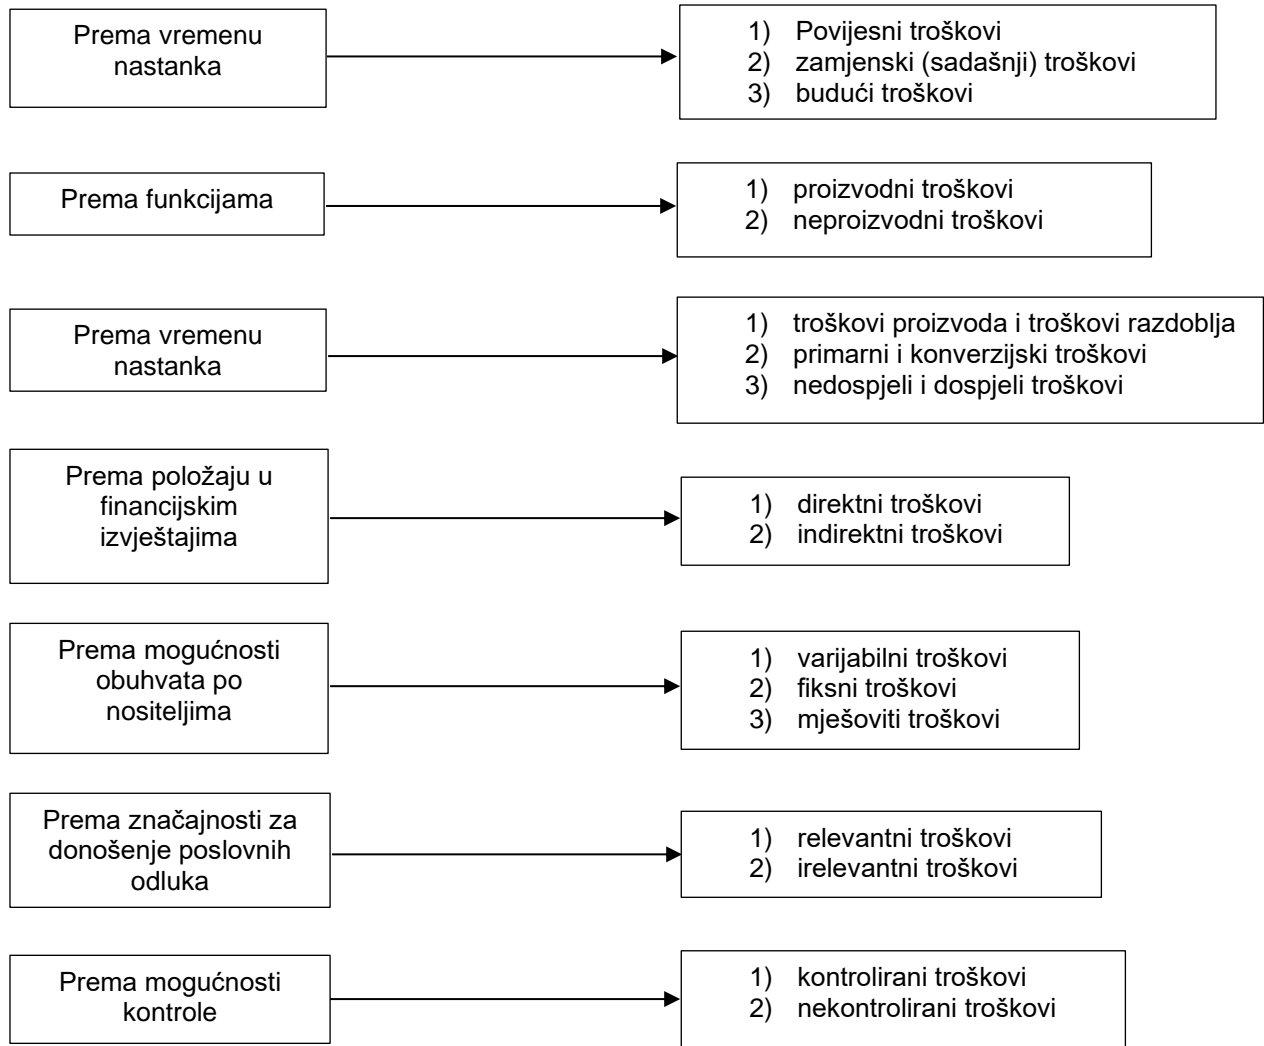 Prema vremenu
nastanka
1) Povijesni troškovi
2) zamjenski (sadašnji) troškovi
3) budući troškovi
Prema funkcijama
1) proizvodni troškovi
2) neproizvodni troškovi
Prema vremenu
nastanka
1) troškovi proizvoda i troškovi razdoblja
2) primarni i konverzijski troškovi
3) nedospjeli i dospjeli troškovi
Prema položaju u
financijskim
izvještajima
1) direktni troškovi
2) indirektni troškovi
Prema mogućnosti
obuhvata po
nositeljima
1) varijabilni troškovi
2) fiksni troškovi
3) mješoviti troškovi
Prema značajnosti za
donošenje poslovnih
odluka
1) relevantni troškovi
2) irelevantni troškovi
Prema mogućnosti
kontrole
1) kontrolirani troškovi
2) nekontrolirani troškovi